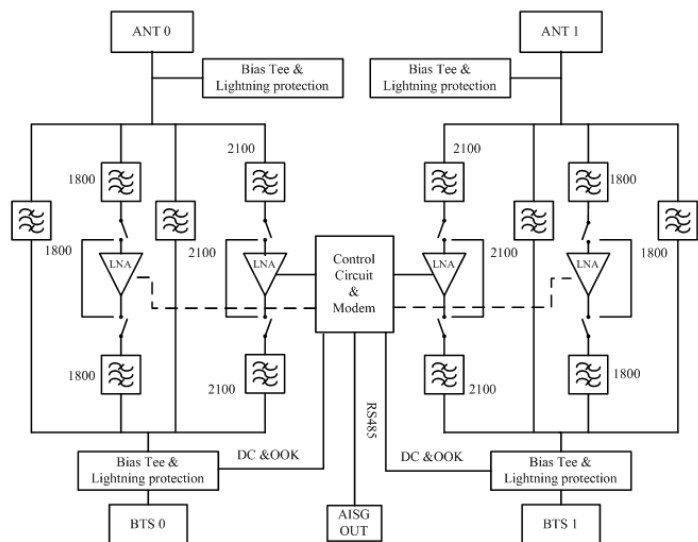 ANT 0
ANT 1
Bias Tee &
Lightning protection
Bias Tee &
Lightning protection
2100
2100
1800
1800
1800
2100
2100
1800
LNA
LNA
LNA
LNA
Control
Circuit
&
Modem
1800
2100
2100
1800
RS485
DC &OOK
DC &OOK
Bias Tee &
Lightning protection
Bias Tee &
Lightning protection
BTS 0
AISG
OUT
BTS 1